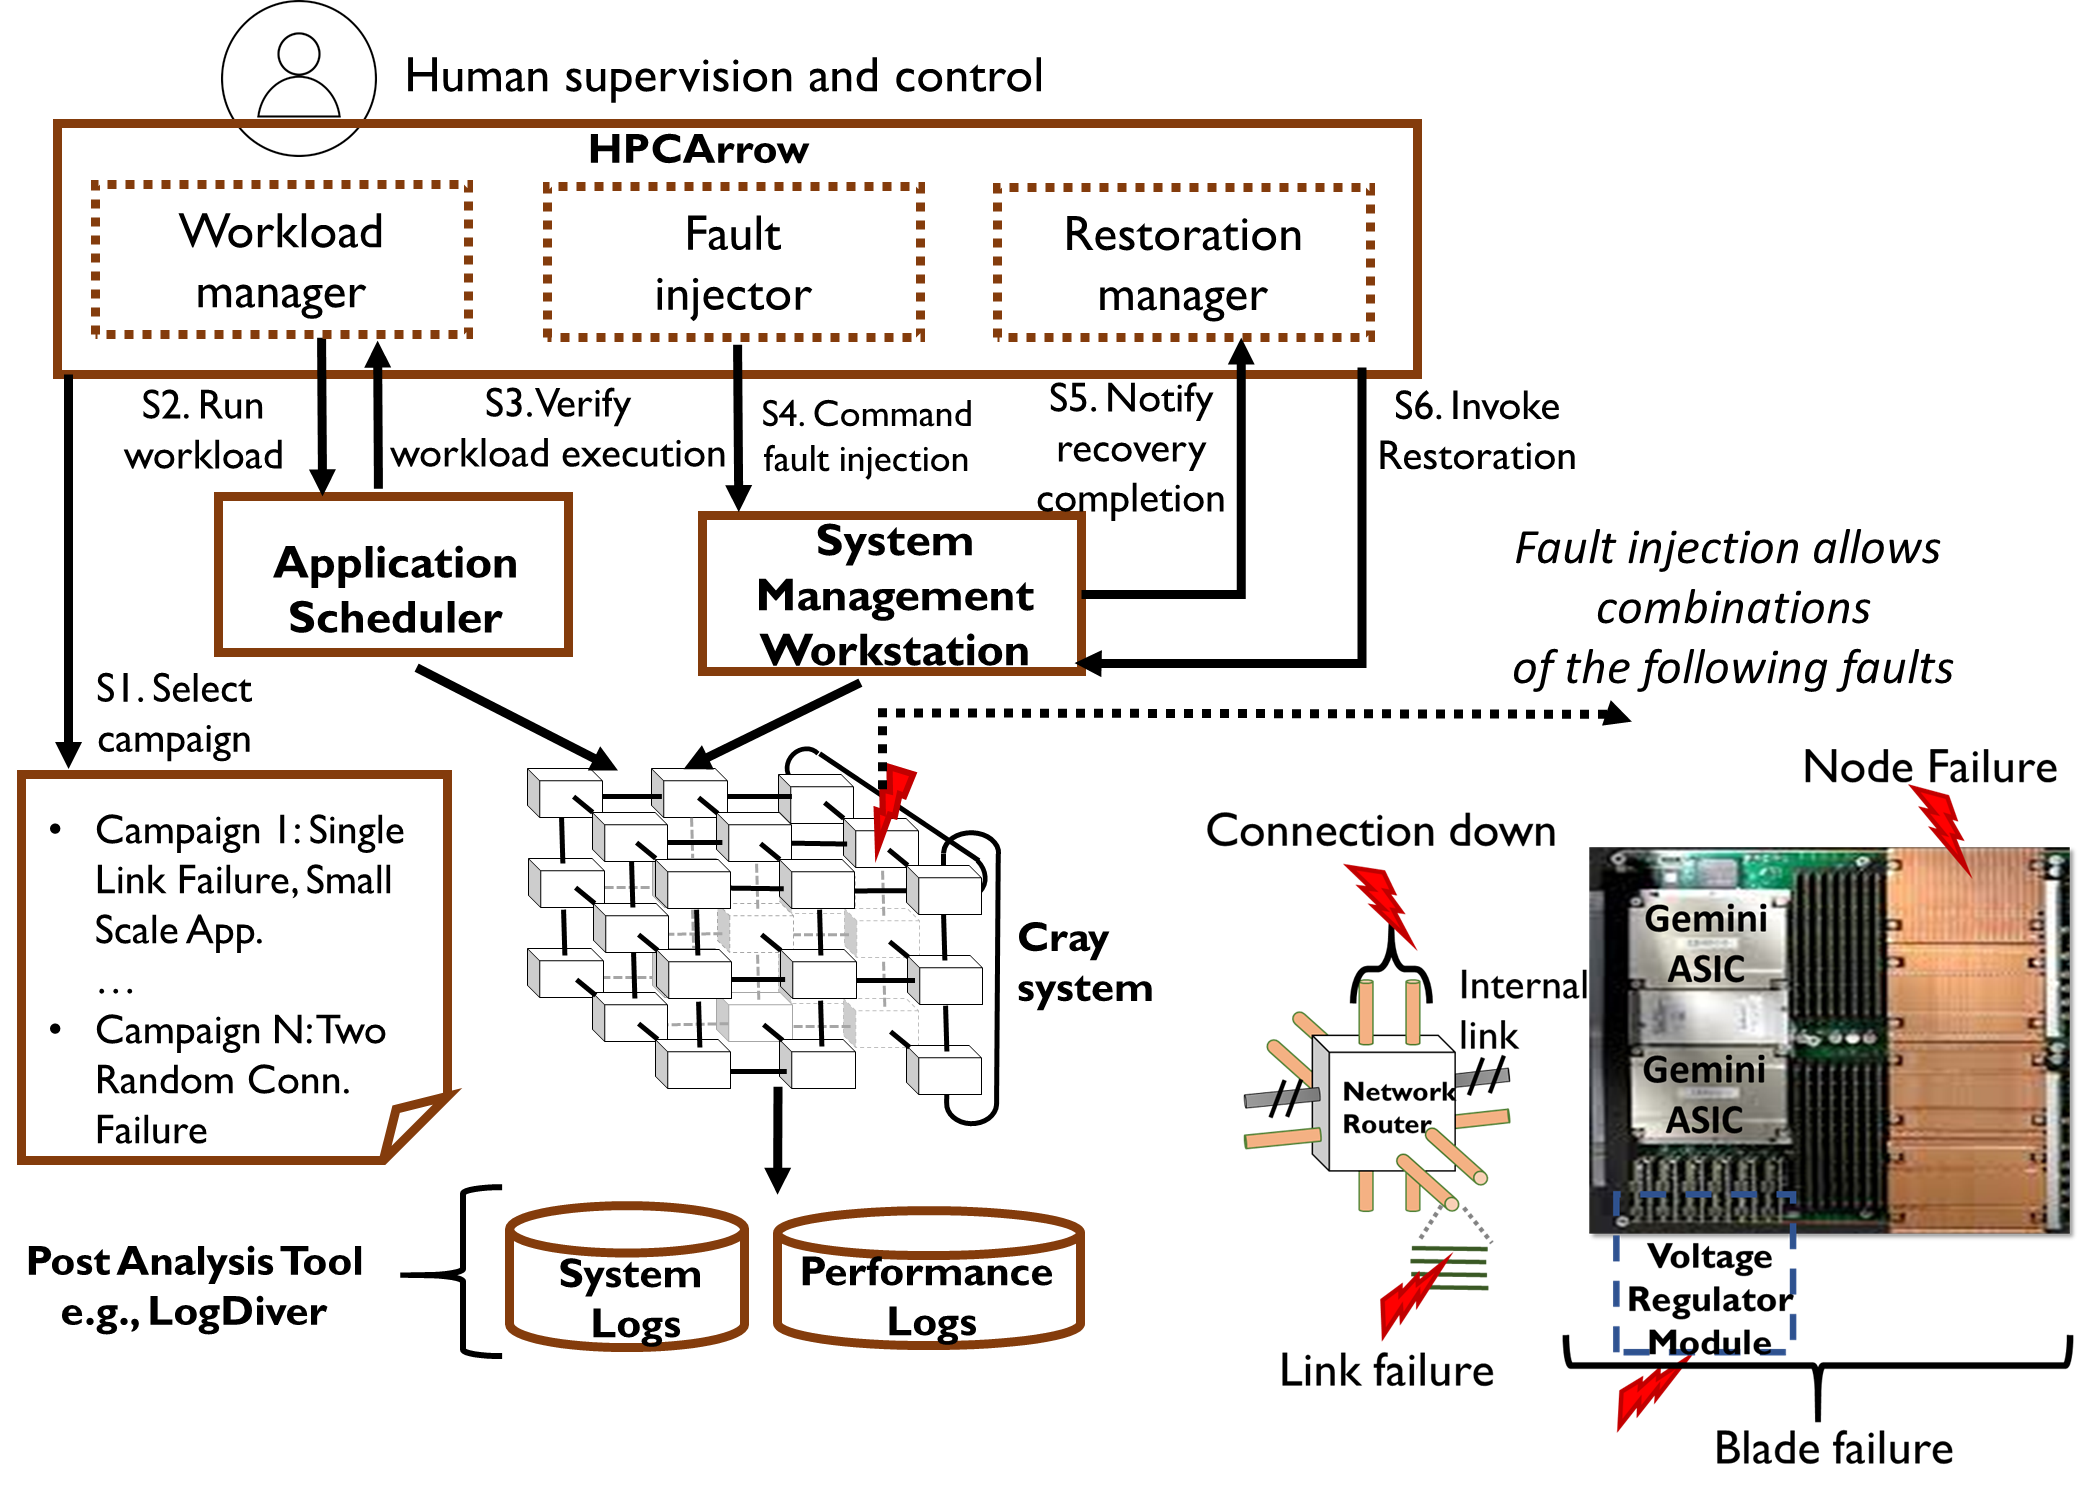 Human supervision and control
HPCArrow
Workload
manager
Fault
injector
Restoration
manager
S2. Run
workload
S3. Verify
workload execution
S4. Command
fault injection
S5. Notify
recovery
completion
S6. Invoke
Restoration
Application
Scheduler
System
Management
Workstation
Fault injection allows
combinations
of the following faults
S1. Select
campaign
• Campaign 1: Single
Link Failure, Small
Scale App.
…
• Campaign N: Two
Random Conn.
Failure
Cray
system
Connection down
Node Failure
Internal
link
Network
Router
Gemini
ASIC
Gemini
ASIC
Voltage
Regulator
Module
Link failure
Blade failure
Post Analysis Tool
e.g., LogDiver
System
Logs
Performance
Logs